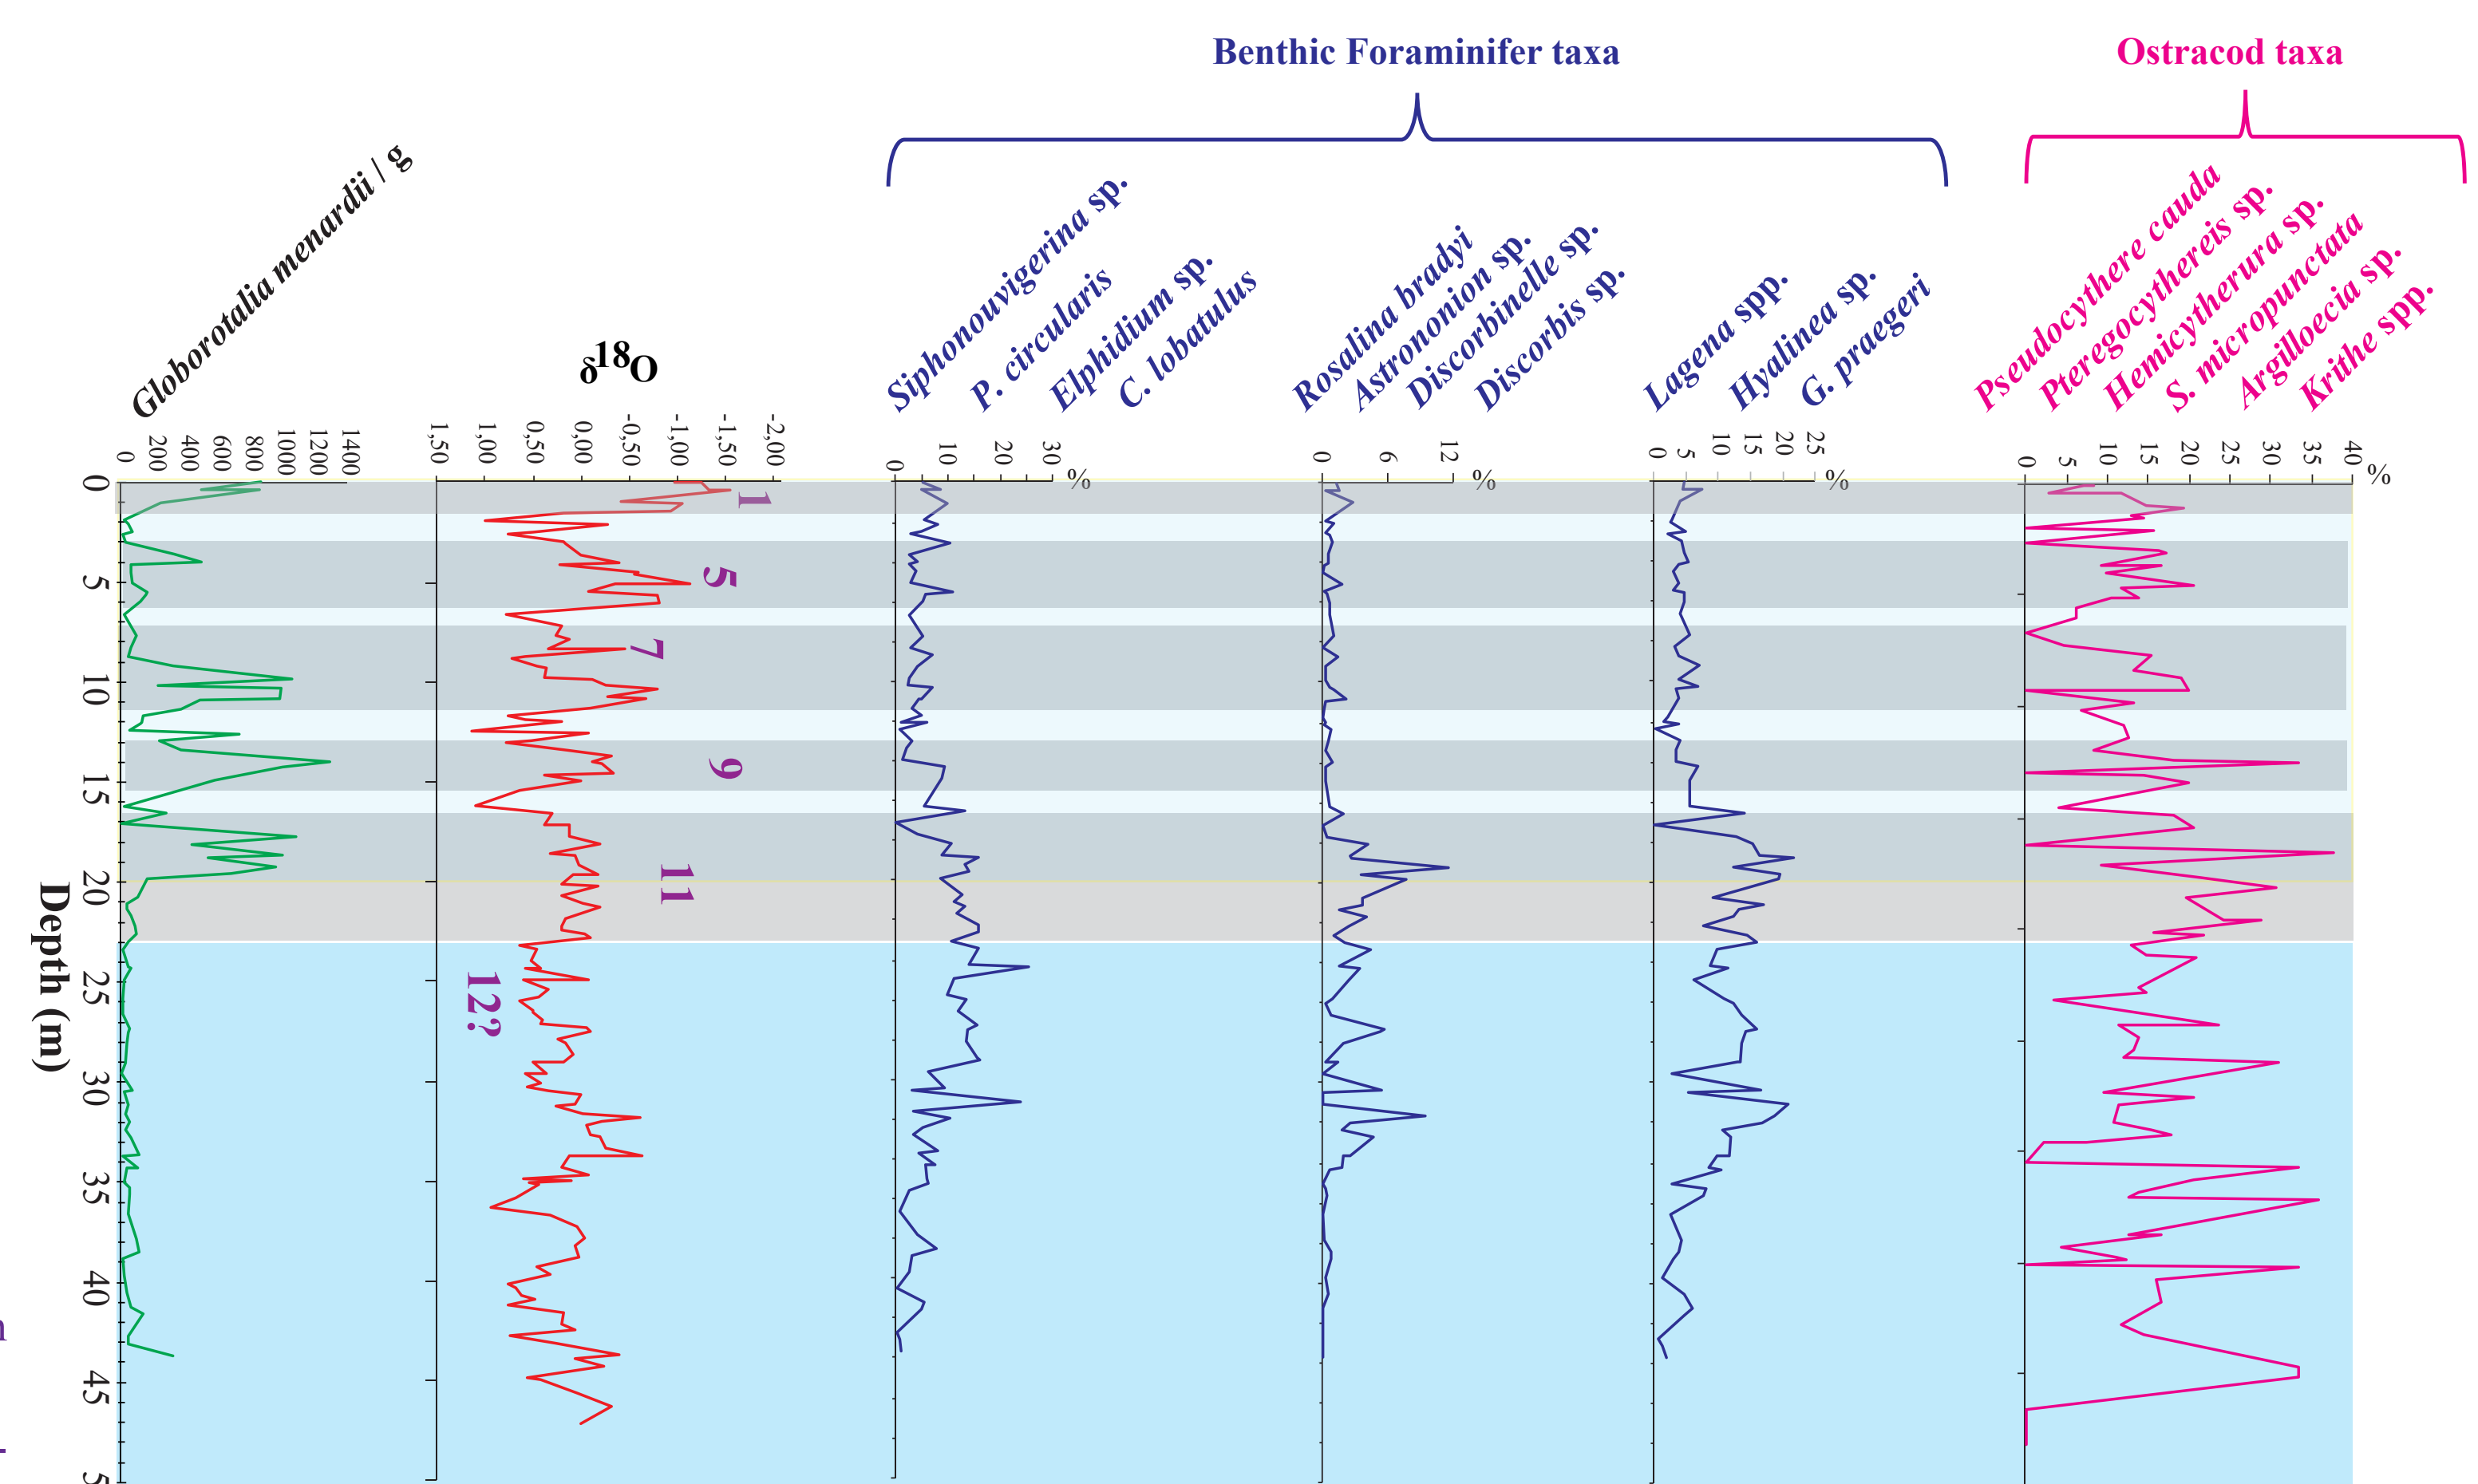 Benthic Foraminifer taxa
Ostracod taxa
Globorotalia menardii / g
δ18O
Siphonouvigerina sp.
P. circularis
Elphidium sp.
C. lobatulus
Rosalina bradyi
Astrononion sp.
Discorbinelle sp.
Discorbis sp.
Lagena spp.
Hyalinea sp.
G. praegeri
Pseudocythere cauda
Pteregocythereis sp.
Hemicytherura sp.
S. micropunctata
Argilloecia sp.
Krithe spp.
0 200 400 600 800 1000 1200 1400
1,50 1,00 0,50 0,000 -0,50 -1,00 -1,50 -2,000
0 10 20 30 %
0 6 12 %
0 5 10 15 20 25 %
0 5 10 15 20 25 30 35 40 %
0
5
10
15
20
25
30
35
40
45
Depth (m)
1
5
7
9
11
12?